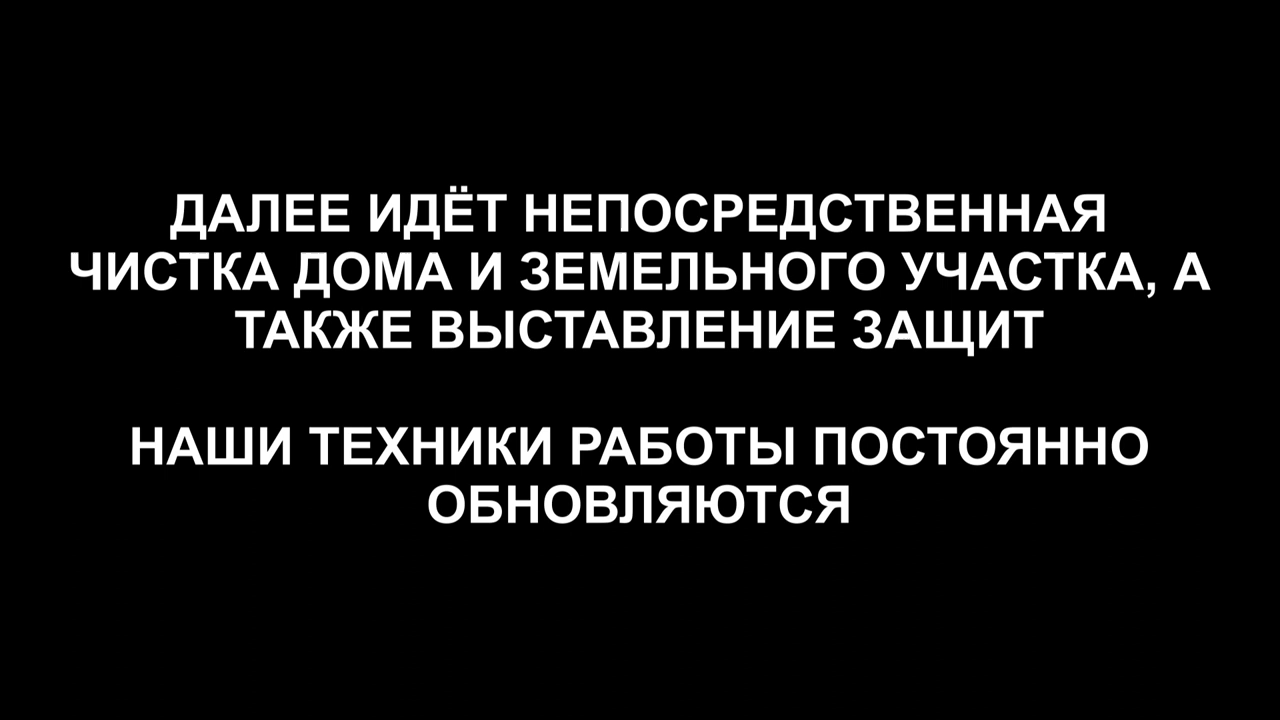 ДАЛЕЕ ИДЁТ НЕПОСРЕДСТВЕННАЯ
ЧИСТКА ДОМА И ЗЕМЕЛЬНОГО УЧАСТКА, А
ТАКЖЕ ВЫСТАВЛЕНИЕ ЗАЩИТ
НАШИ ТЕХНИКИ РАБОТЫ ПОСТОЯННО
ОБНОВЛЯЮТСЯ